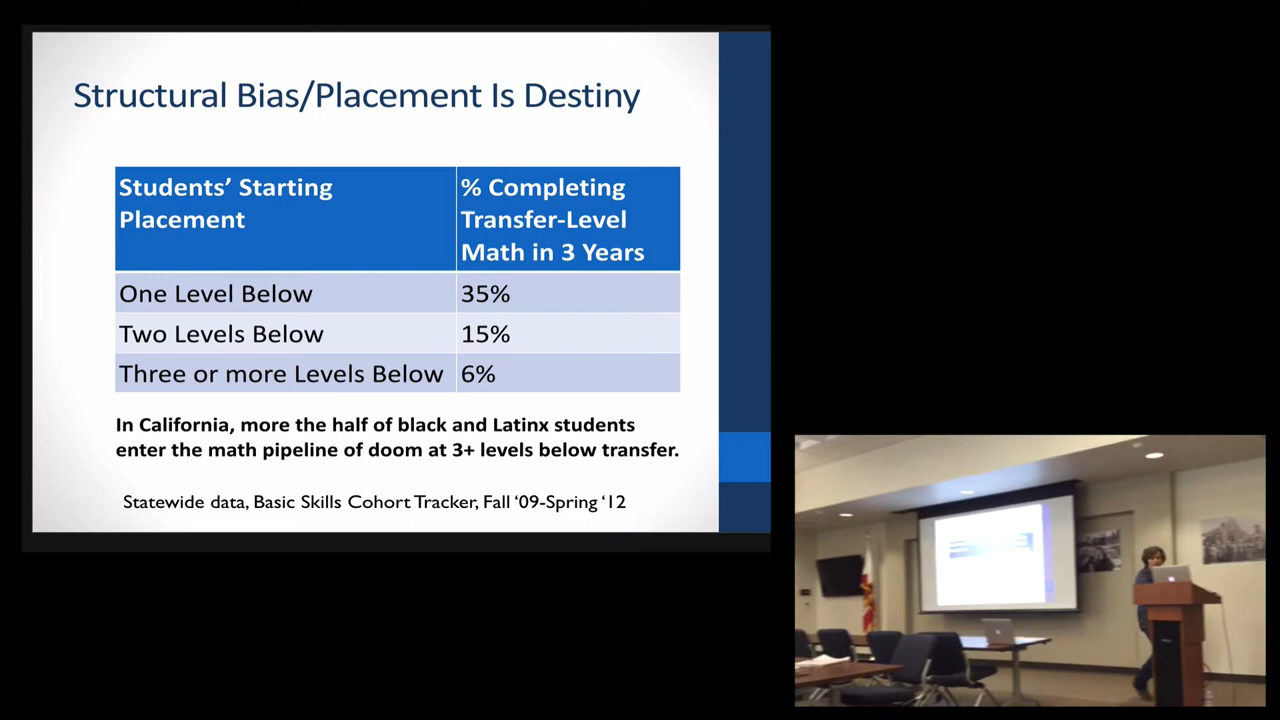 Structural Bias/Placement Is Destiny
Students’ Starting
Placement
% Completing
Transfer-Level
Math in 3 Years
One Level Below
35%
Two Levels Below
15%
Three or more Levels Below
6%
In California, more the half of black and Latinx students
enter the math pipeline of doom at 3+ levels below transfer.
Statewide data, Basic Skills Cohort Tracker, Fall ‘09-Spring ‘12